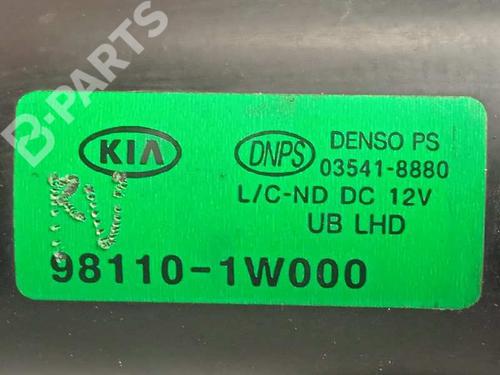 B-PARTS
KIA
DNPS
DENSO PS
03541-8880
L/C-ND DC 12V
UB LHD
98110-1W000